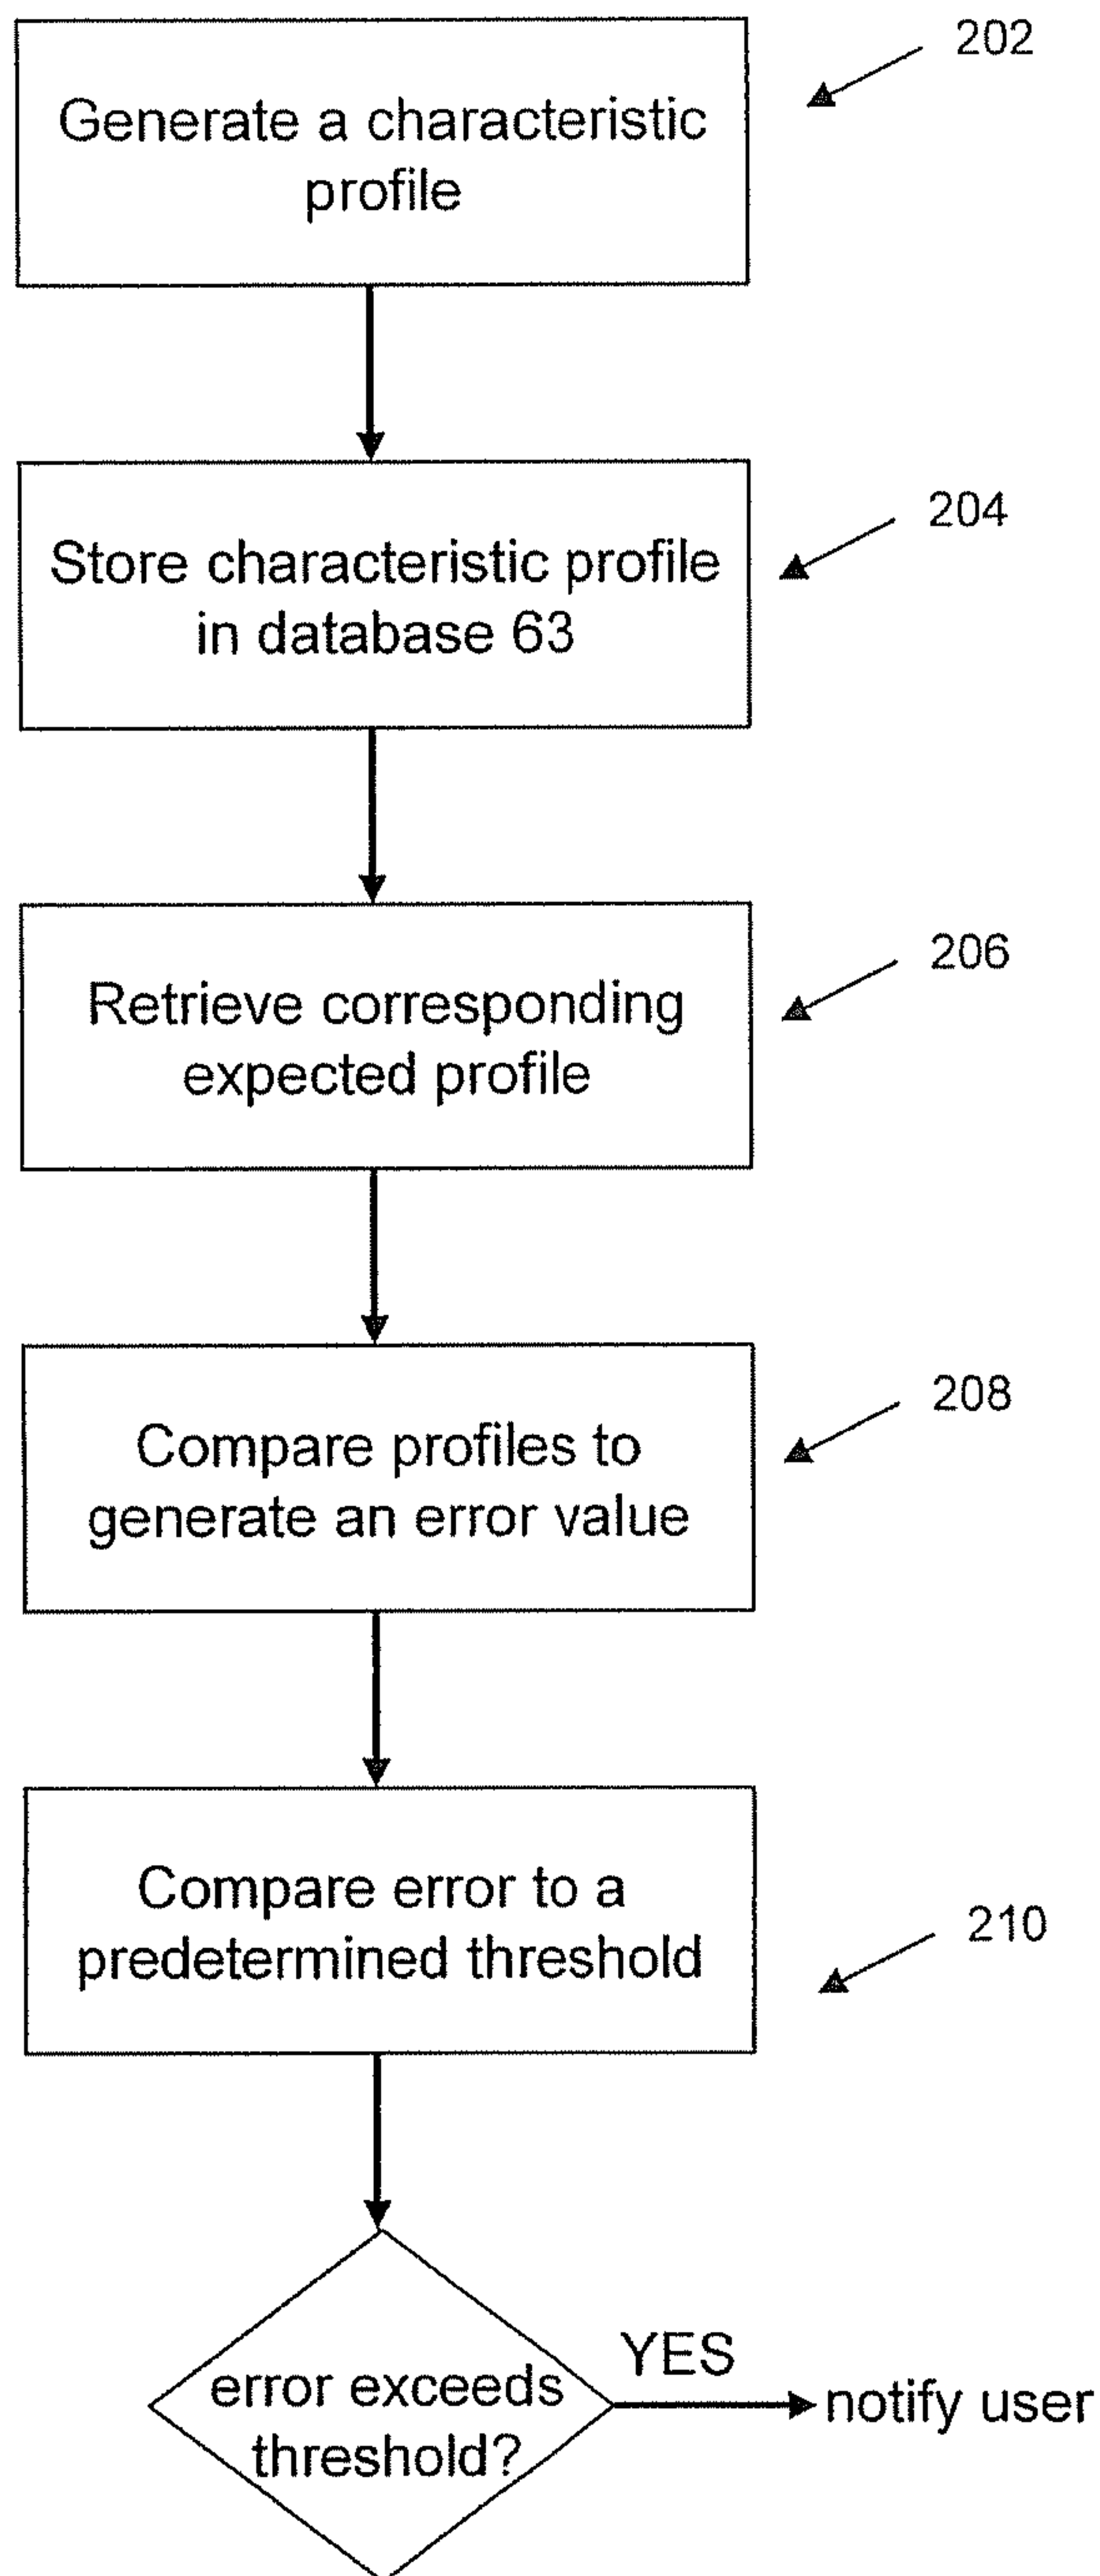 202
Generate a characteristic
profile
204
Store characteristic profile
in database 63
206
Retrieve corresponding
expected profile
208
Compare profiles to
generate an error value
Compare error to a
predetermined threshold
210
YES
error exceeds
threshold?
notify user